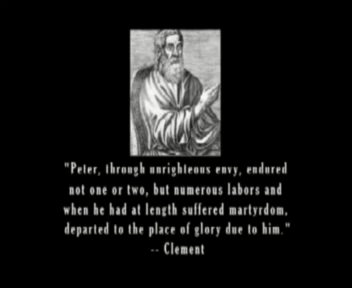 "Peter, through unrighteous envy, endured
not one or two, but numerous labors and
when he had at length suffered martyrdom,
departed to the place of glory due to him."
-- Clement